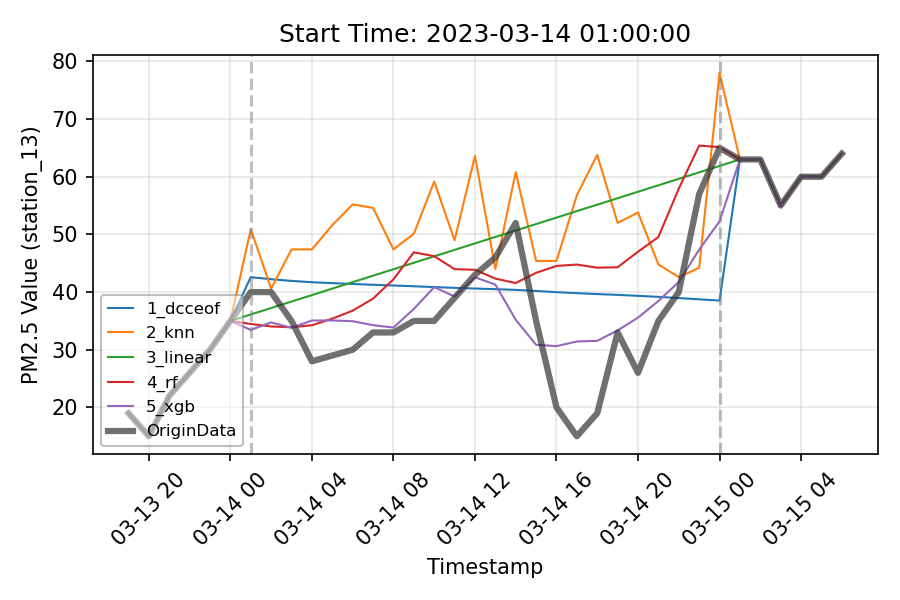 Start Time: 2023-03-14 01:00:00
PM2.5 Value (station_13)
80
70
60
50
40
30
20
1_dcceof
2_knn
3_linear
4_rf
5_xgb
OriginData
03-13 20
03-14 00
03-14 04
03-14 08
03-14 12
03-14 16
03-14 20
03-15 00
03-15 04
Timestamp